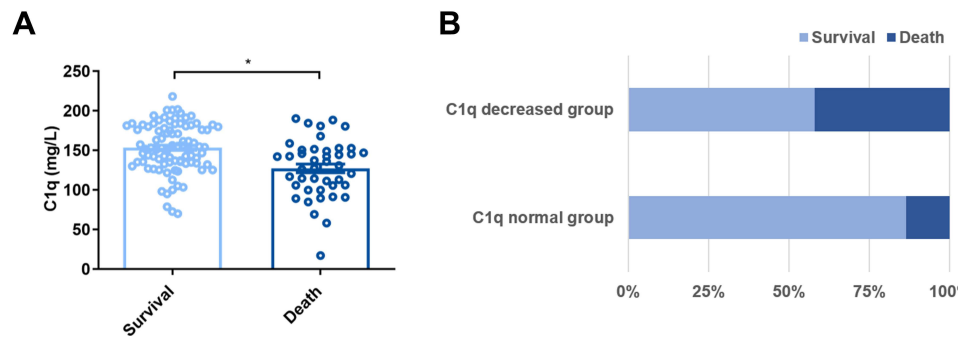 A
*
250
200
150
100
50
0
C1q (mg/L)
Survival
Death
B
Survival Death
C1q decreased group
C1q normal group
0% 25% 50% 75% 100%